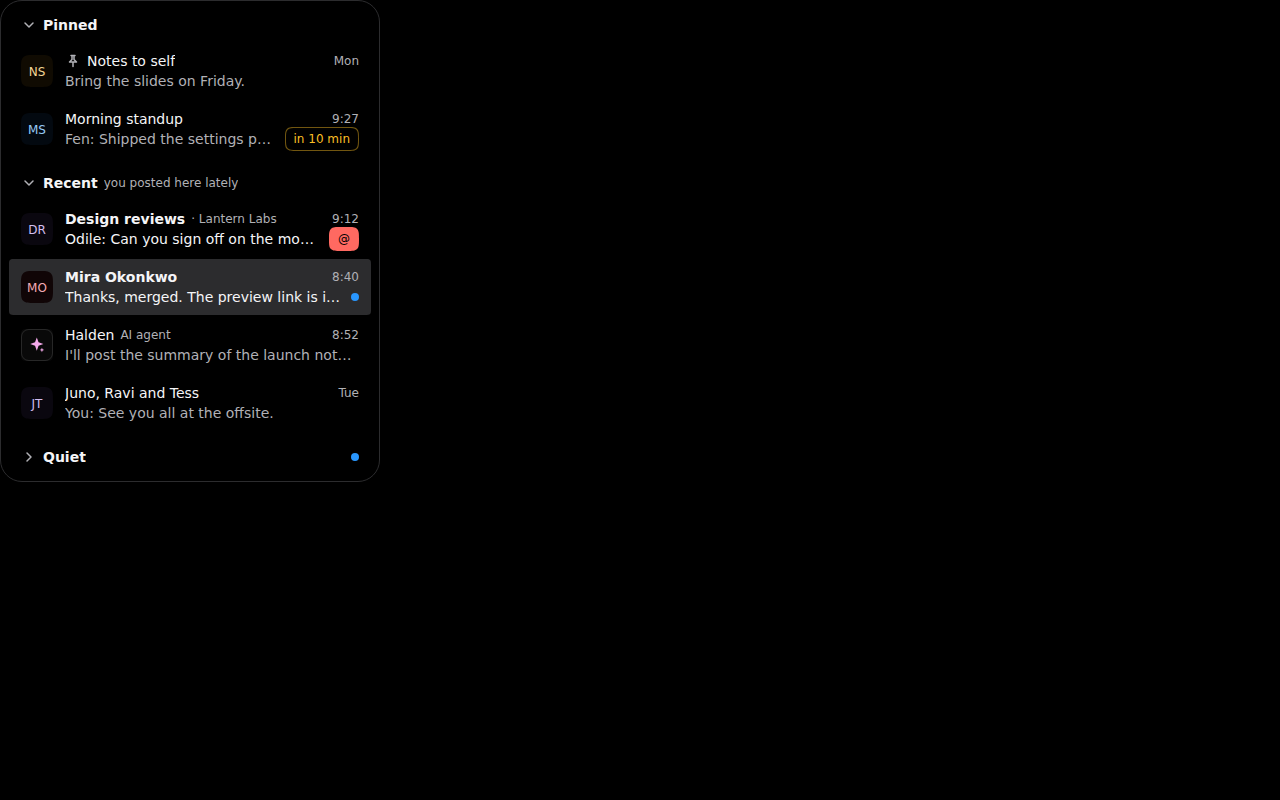 Pinned
NS
Notes to self
Mon
Bring the slides on Friday.
MS
Morning standup
9:27
Fen: Shipped the settings p…
in 10 min
Recent you posted here lately
DR
Design reviews · Lantern Labs
9:12
Odile: Can you sign off on the mo…
@
MO
Mira Okonkwo
8:40
Thanks, merged. The preview link is i…
Halden AI agent
8:52
I'll post the summary of the launch not…
JT
Juno, Ravi and Tess
Tue
You: See you all at the offsite.
Quiet